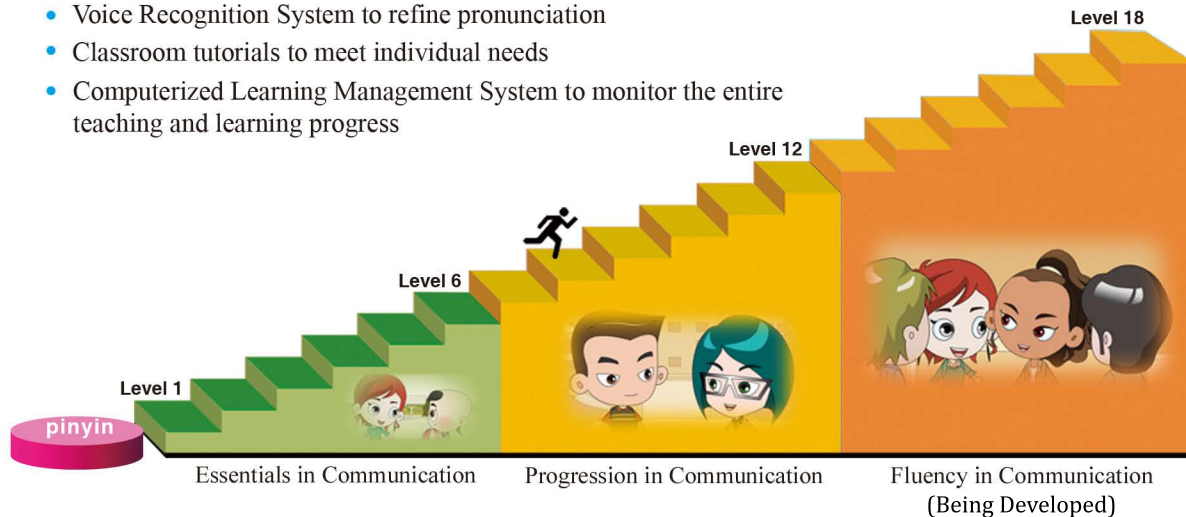 • Voice Recognition System to refine pronunciation
• Classroom tutorials to meet individual needs
• Computerized Learning Management System to monitor the entire
teaching and learning progress
Level 18
Level 12
Level 6
Level 1
pinyin
Essentials in Communication
Progression in Communication
Fluency in Communication
(Being Developed)